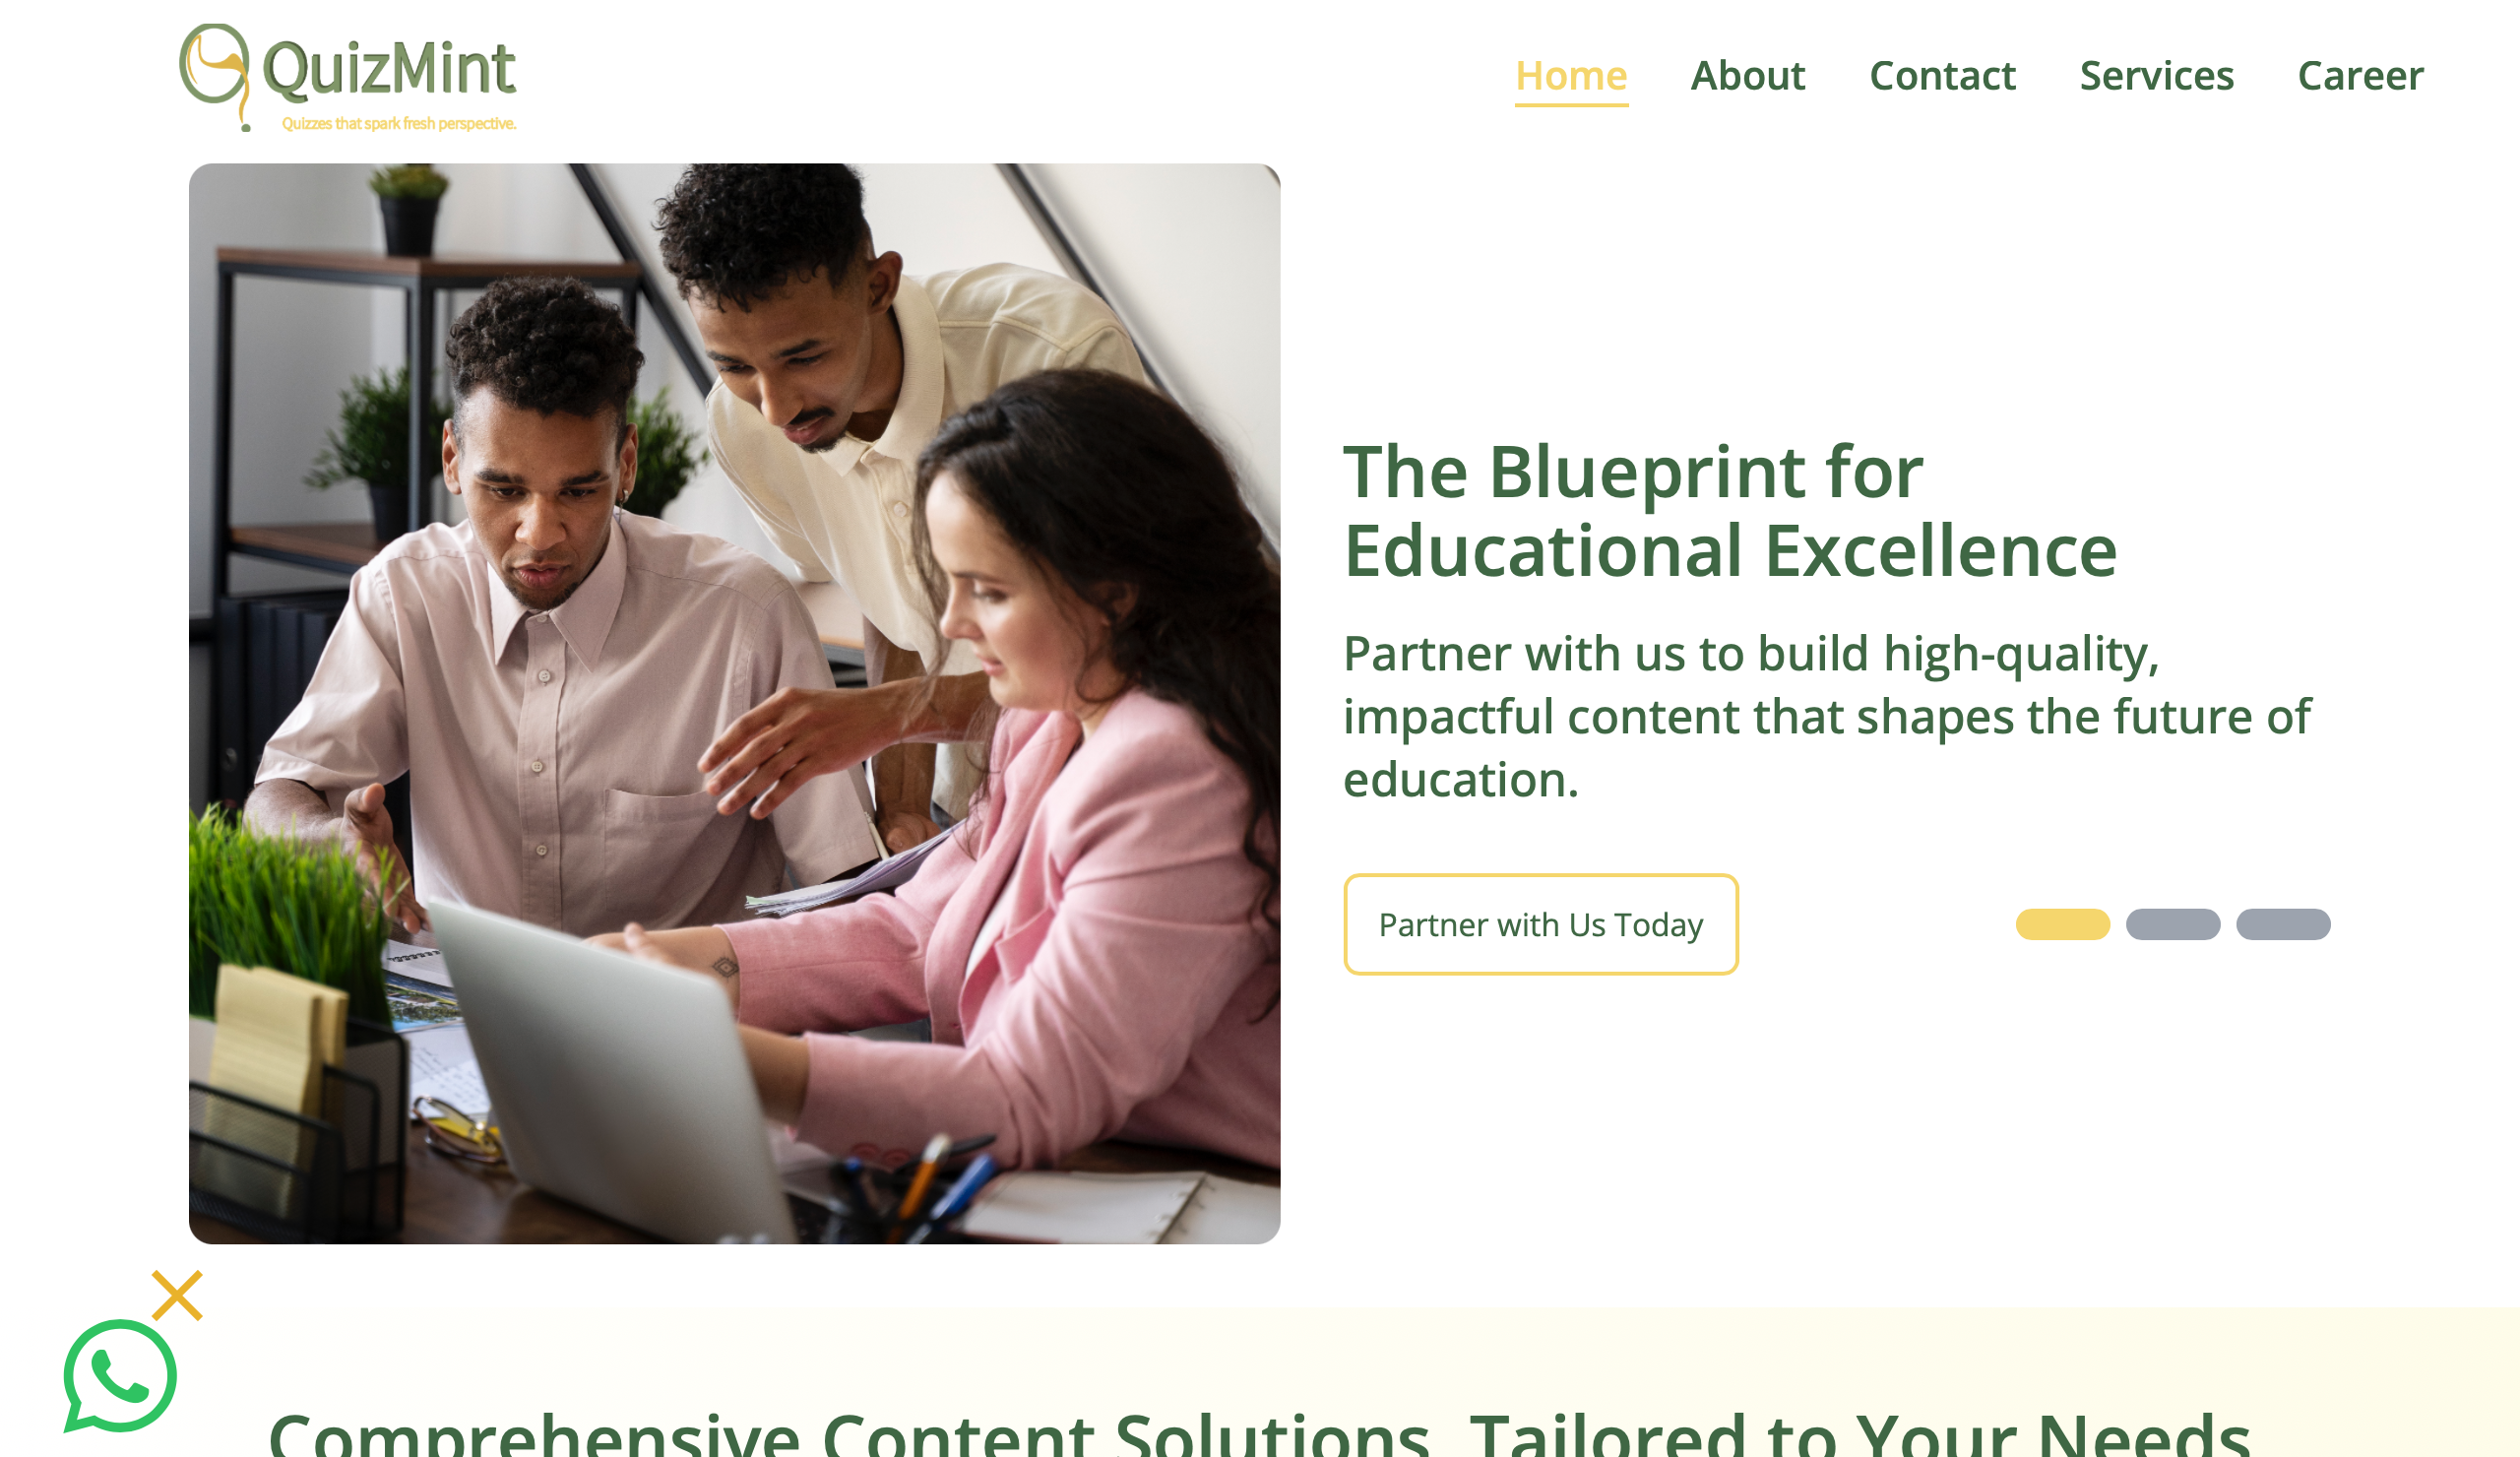 QuizMint
Quizzes that spark fresh perspective.
Home About Contact Services Career
The Blueprint for
Educational Excellence
Partner with us to build high-quality,
impactful content that shapes the future of
education.
Partner with Us Today
Comprehensive Content Solutions, Tailored to Your Needs